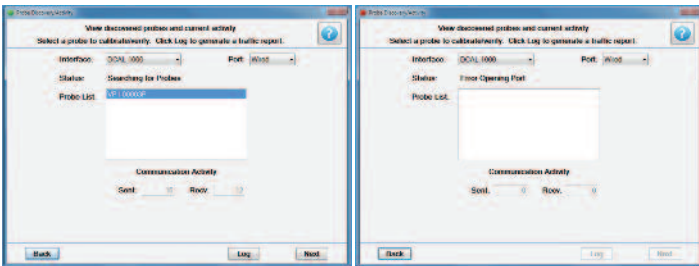 Probe Discovery/Activity
View discovered probes and current activity
Select a probe to calibrate/verify. Click Log to generate a traffic report.
?
Interface: DCAL 1000 Port: Wired
Status: Searching for Probes
Probe List:
Communication Activity
Sent: 12 Recv: 12
Back Log Next
Probe Discovery/Activity
View discovered probes and current activity
Select a probe to calibrate/verify. Click Log to generate a traffic report.
?
Interface: DCAL 1000 Port: Wired
Status: Error Opening Port
Probe List:
Communication Activity
Sent: 0 Recv: 0
Back Log Next